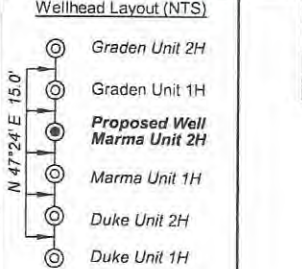 Wellhead Layout (NTS)
Graden Unit 2H
Graden Unit 1H
Proposed Well
Marma Unit 2H
Marma Unit 1H
Duke Unit 2H
Duke Unit 1H
N 47°24' E 15.0'